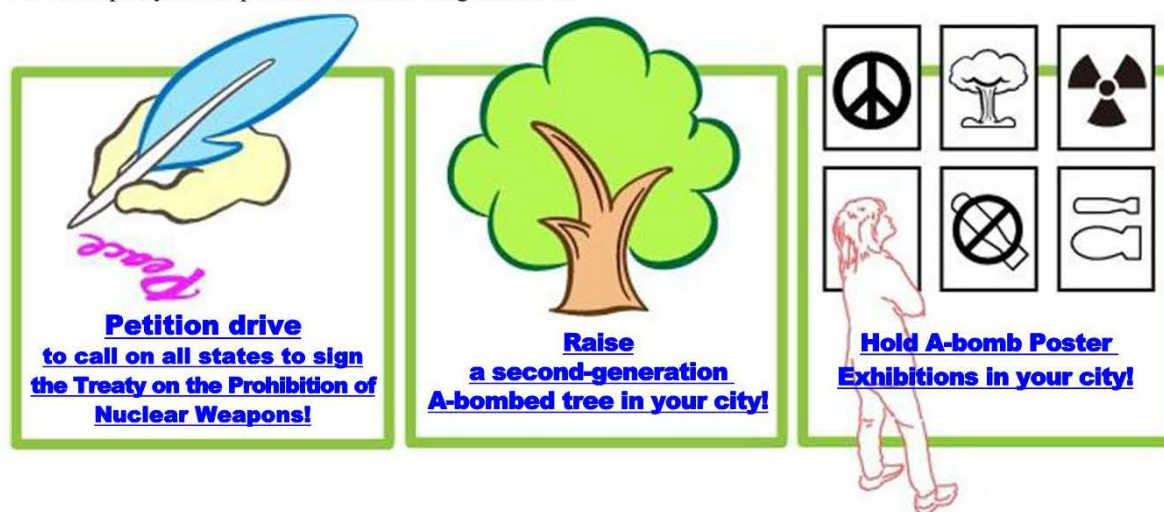 Peace
Petition drive
to call on all states to sign
the Treaty on the Prohibition of
Nuclear Weapons!
Raise
a second-generation
A-bombed tree in your city!
Hold A-bomb Poster
Exhibitions in your city!